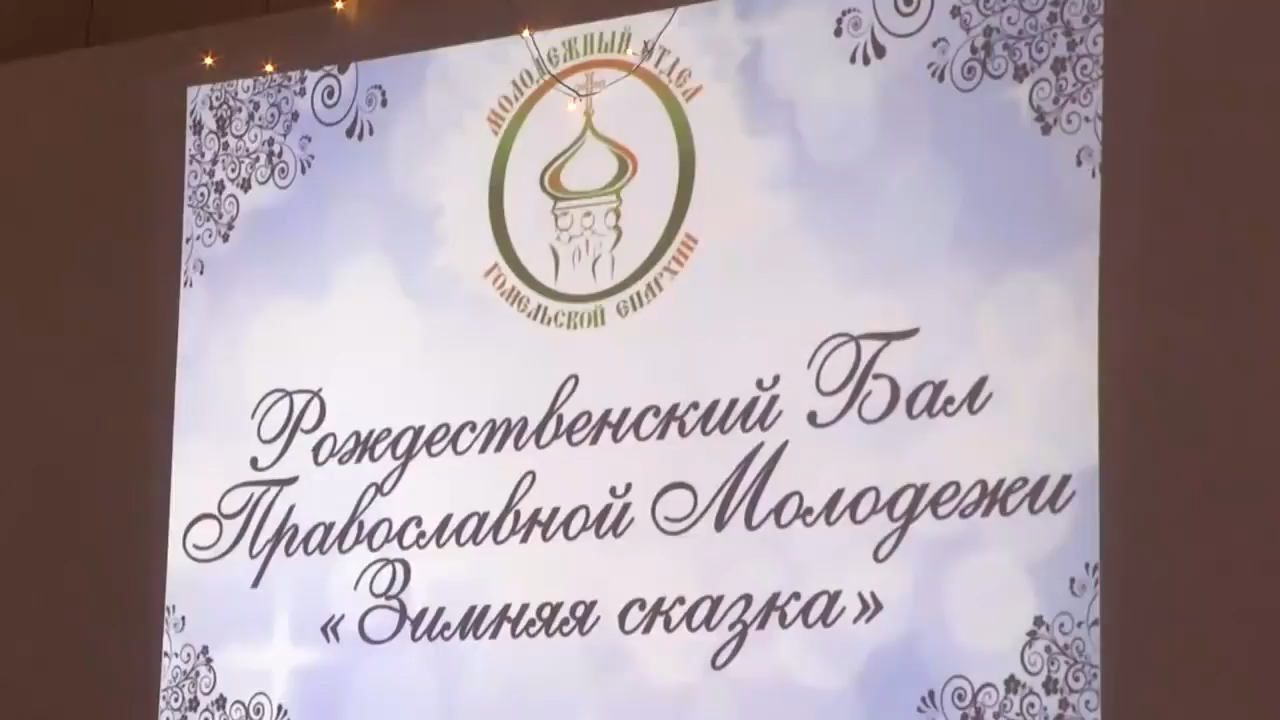 МОЛОДЕЖНЫЙ ОТДЕЛ
ГОМЕЛЬСКОЙ ЕПАРХИИ
Рождественский Бал
Православной Молодежи
«Зимняя сказка»